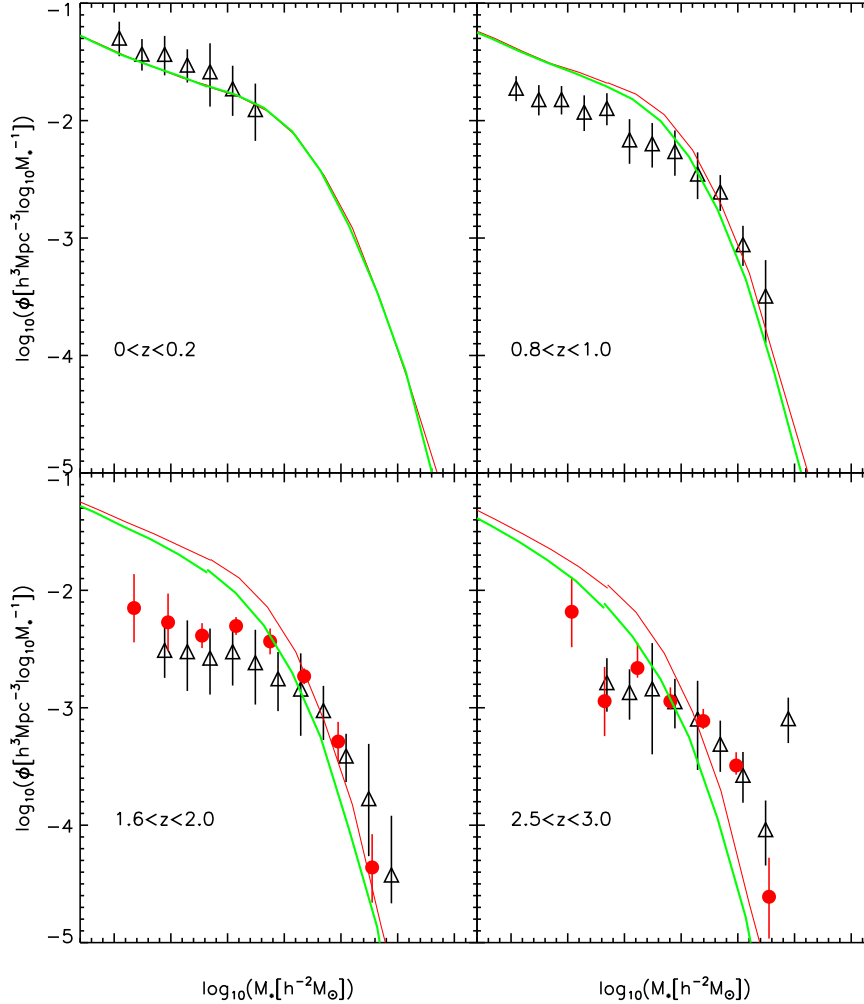 −1
−2
−3
−4
−5
log₁₀(ϕ[h³Mpc⁻³log₁₀M⋆⁻¹])
0<z<0.2
0.8<z<1.0
−1
−2
−3
−4
−5
log₁₀(ϕ[h³Mpc⁻³log₁₀M⋆⁻¹])
1.6<z<2.0
2.5<z<3.0
log₁₀(M⋆[h⁻²M⊙])
log₁₀(M⋆[h⁻²M⊙])